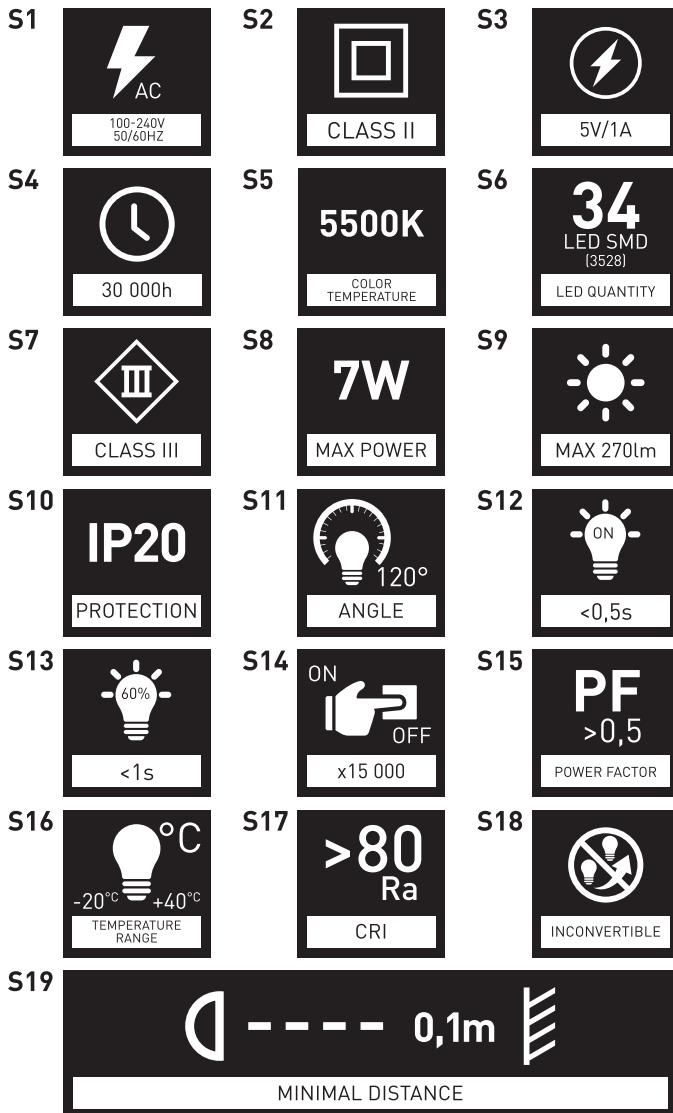 S1
AC
100-240V
50/60HZ
S2
CLASS II
S3
5V/1A
S4
30 000h
S5
5500K
COLOR
TEMPERATURE
S6
34
LED SMD
(3528)
LED QUANTITY
S7
III
CLASS III
S8
7W
MAX POWER
S9
MAX 270lm
S10
IP20
PROTECTION
S11
120°
ANGLE
S12
ON
<0,5s
S13
60%
<1s
S14
ON
OFF
x15 000
S15
PF
>0,5
POWER FACTOR
S16
°C
-20°C +40°C
TEMPERATURE
RANGE
S17
>80
Ra
CRI
S18
INCONVERTIBLE
S19
0,1m
MINIMAL DISTANCE